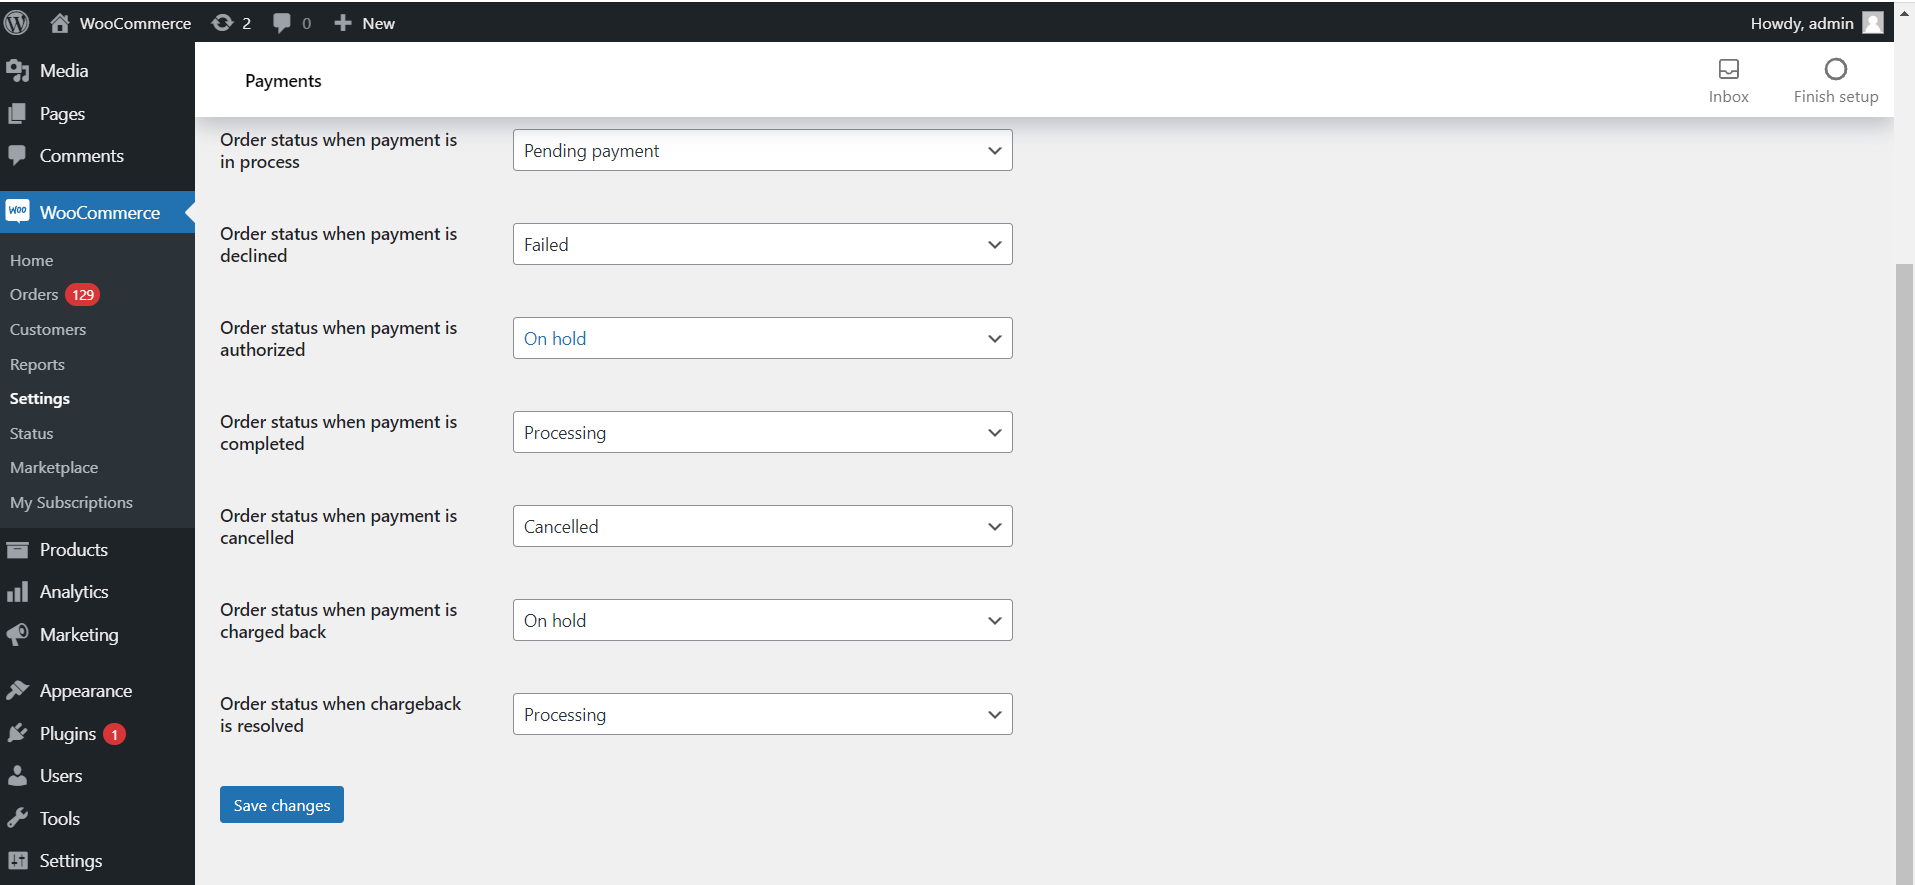 WooCommerce 2 0 New Howdy, admin
Media
Pages
Comments
Woo WooCommerce
Home
Orders 129
Customers
Reports
Settings
Status
Marketplace
My Subscriptions
Products
Analytics
Marketing
Appearance
Plugins 1
Users
Tools
Settings
Payments
Inbox
Finish setup
Order status when payment is
in process
Pending payment
Order status when payment is
declined
Failed
Order status when payment is
authorized
On hold
Order status when payment is
completed
Processing
Order status when payment is
cancelled
Cancelled
Order status when payment is
charged back
On hold
Order status when chargeback
is resolved
Processing
Save changes